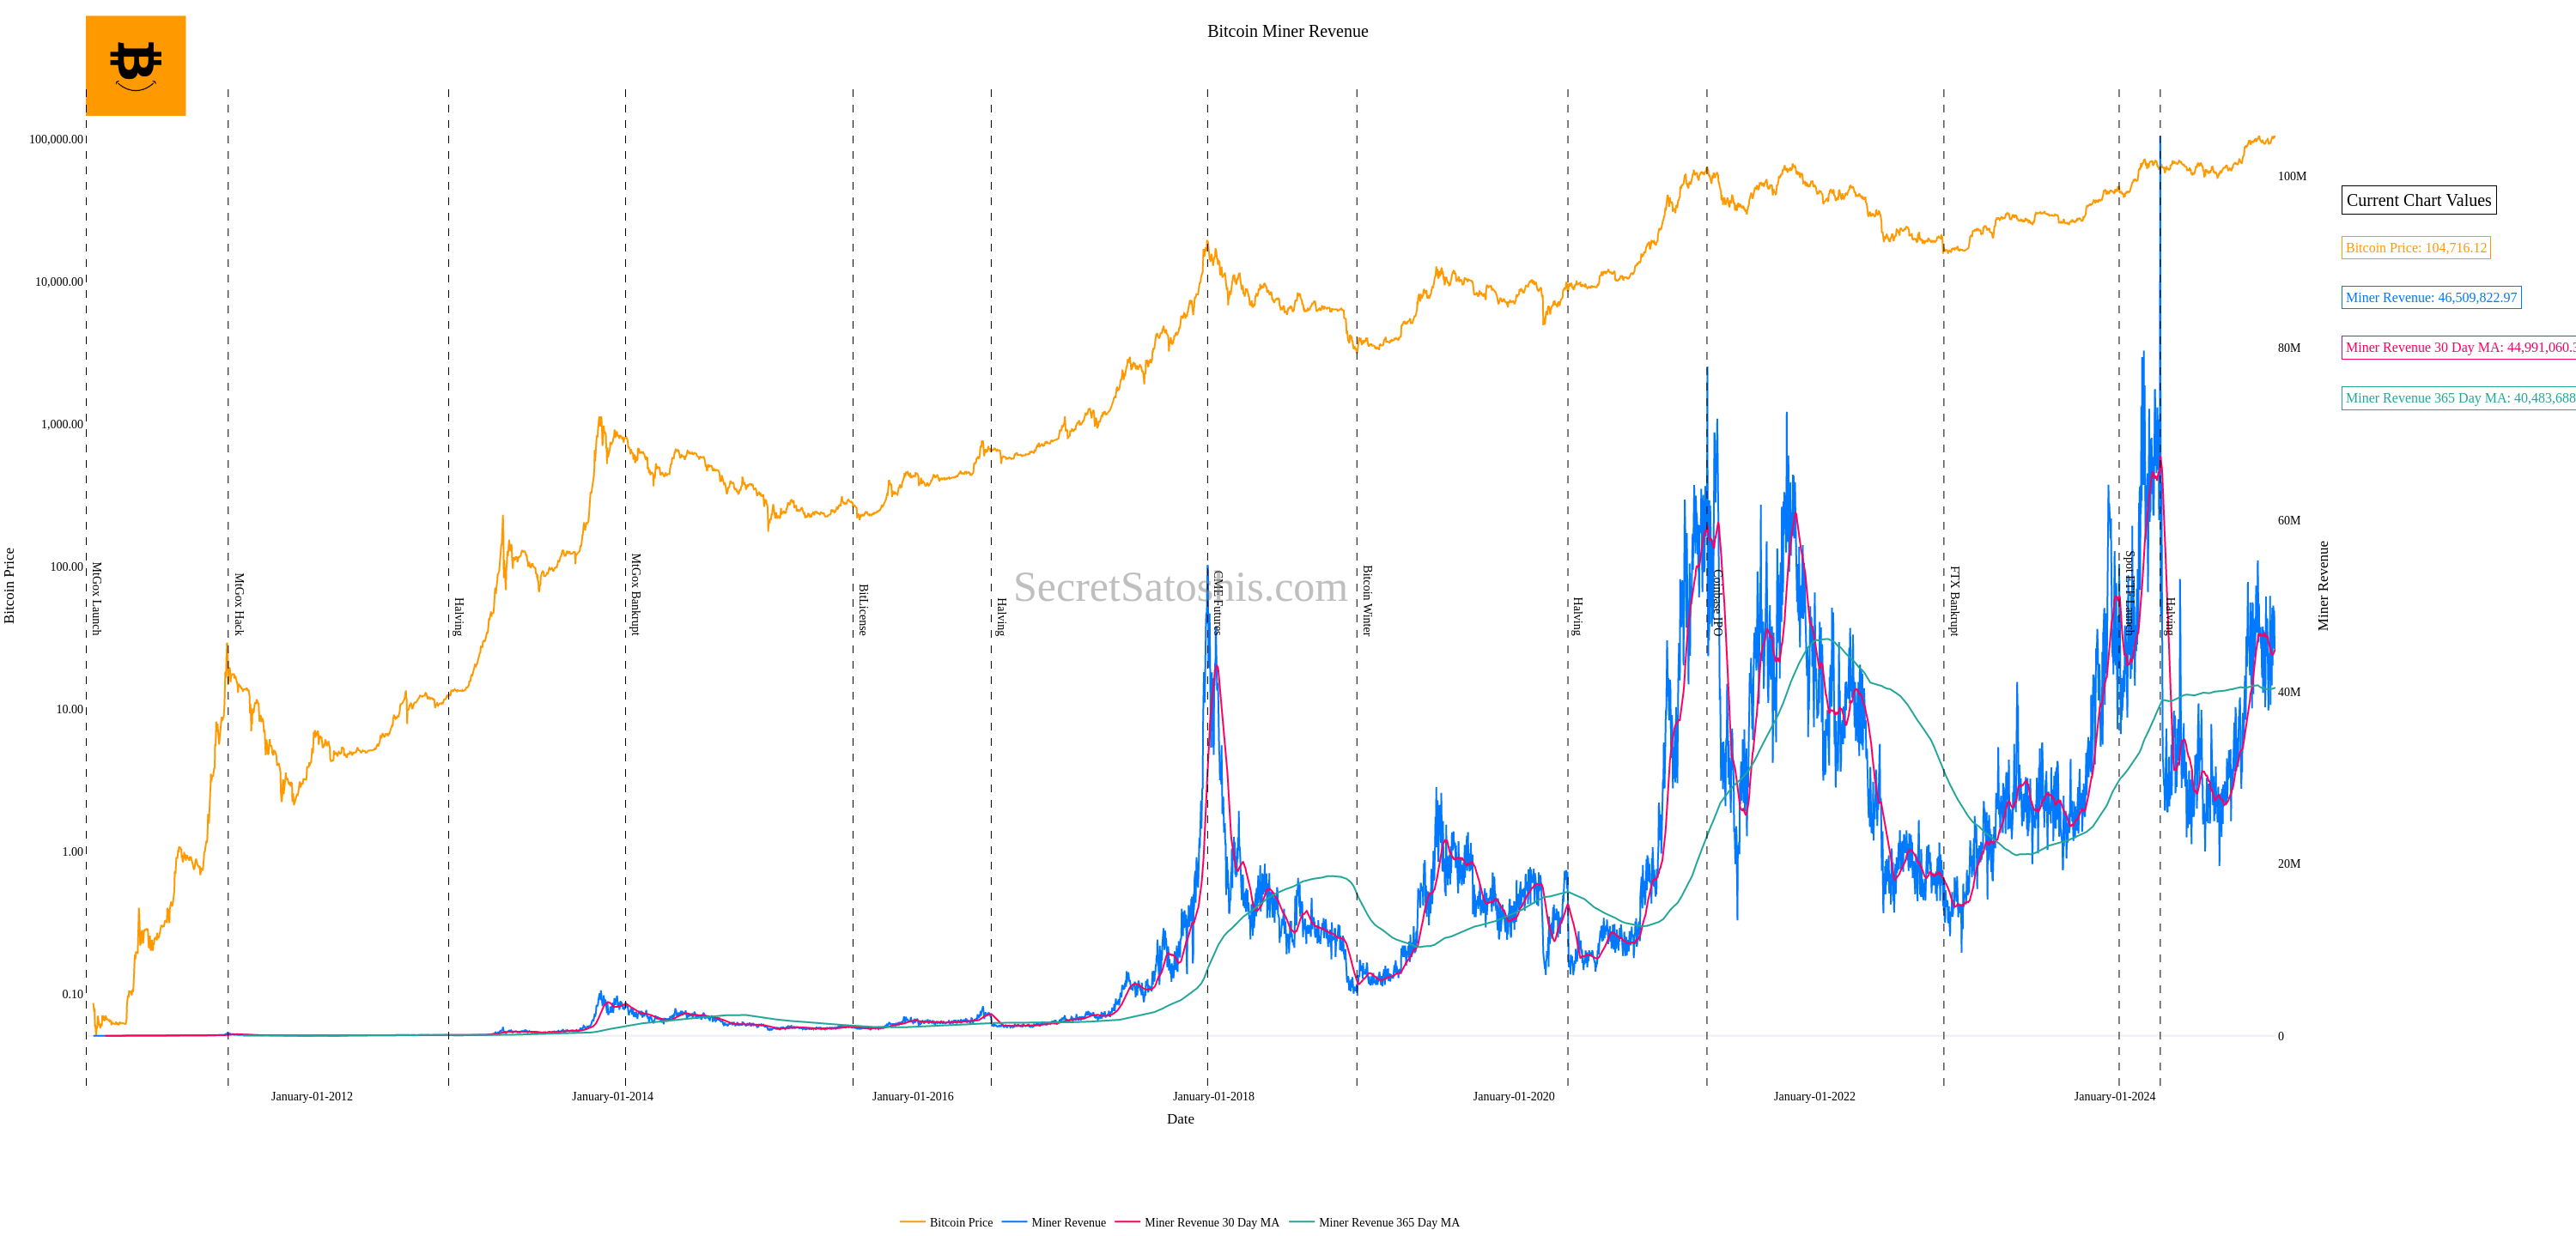 Bitcoin Miner Revenue
100,000.00
10,000.00
1,000.00
100.00
10.00
1.00
0.10
Bitcoin Price
MtGox Launch
MtGox Hack
Halving
MtGox Bankrupt
BitLicense
Halving
CME Futures
Bitcoin Winter
Halving
Coinbase IPO
FTX Bankrupt
Spot ETF Launch
Halving
SecretSatoshis.com
100M
80M
60M
40M
20M
0
Miner Revenue
Current Chart Values
Bitcoin Price: 104,716.12
Miner Revenue: 46,509,822.97
Miner Revenue 30 Day MA: 44,991,060.3
Miner Revenue 365 Day MA: 40,483,688
January-01-2012
January-01-2014
January-01-2016
January-01-2018
January-01-2020
January-01-2022
January-01-2024
Date
Bitcoin Price
Miner Revenue
Miner Revenue 30 Day MA
Miner Revenue 365 Day MA